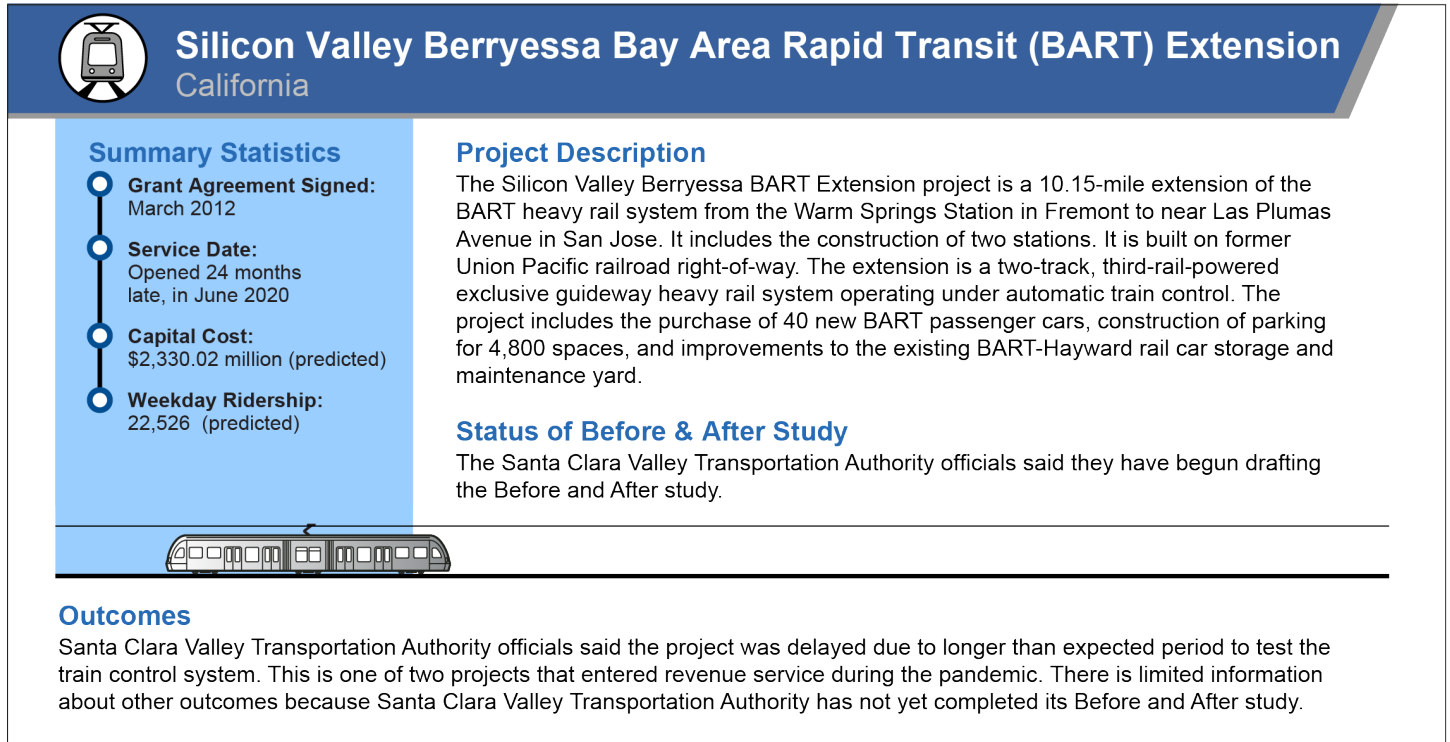 Silicon Valley Berryessa Bay Area Rapid Transit (BART) Extension
California
Summary Statistics
Grant Agreement Signed:
March 2012
Service Date:
Opened 24 months
late, in June 2020
Capital Cost:
$2,330.02 million (predicted)
Weekday Ridership:
22,526 (predicted)
Project Description
The Silicon Valley Berryessa BART Extension project is a 10.15-mile extension of the
BART heavy rail system from the Warm Springs Station in Fremont to near Las Plumas
Avenue in San Jose. It includes the construction of two stations. It is built on former
Union Pacific railroad right-of-way. The extension is a two-track, third-rail-powered
exclusive guideway heavy rail system operating under automatic train control. The
project includes the purchase of 40 new BART passenger cars, construction of parking
for 4,800 spaces, and improvements to the existing BART-Hayward rail car storage and
maintenance yard.
Status of Before & After Study
The Santa Clara Valley Transportation Authority officials said they have begun drafting
the Before and After study.
Outcomes
Santa Clara Valley Transportation Authority officials said the project was delayed due to longer than expected period to test the
train control system. This is one of two projects that entered revenue service during the pandemic. There is limited information
about other outcomes because Santa Clara Valley Transportation Authority has not yet completed its Before and After study.